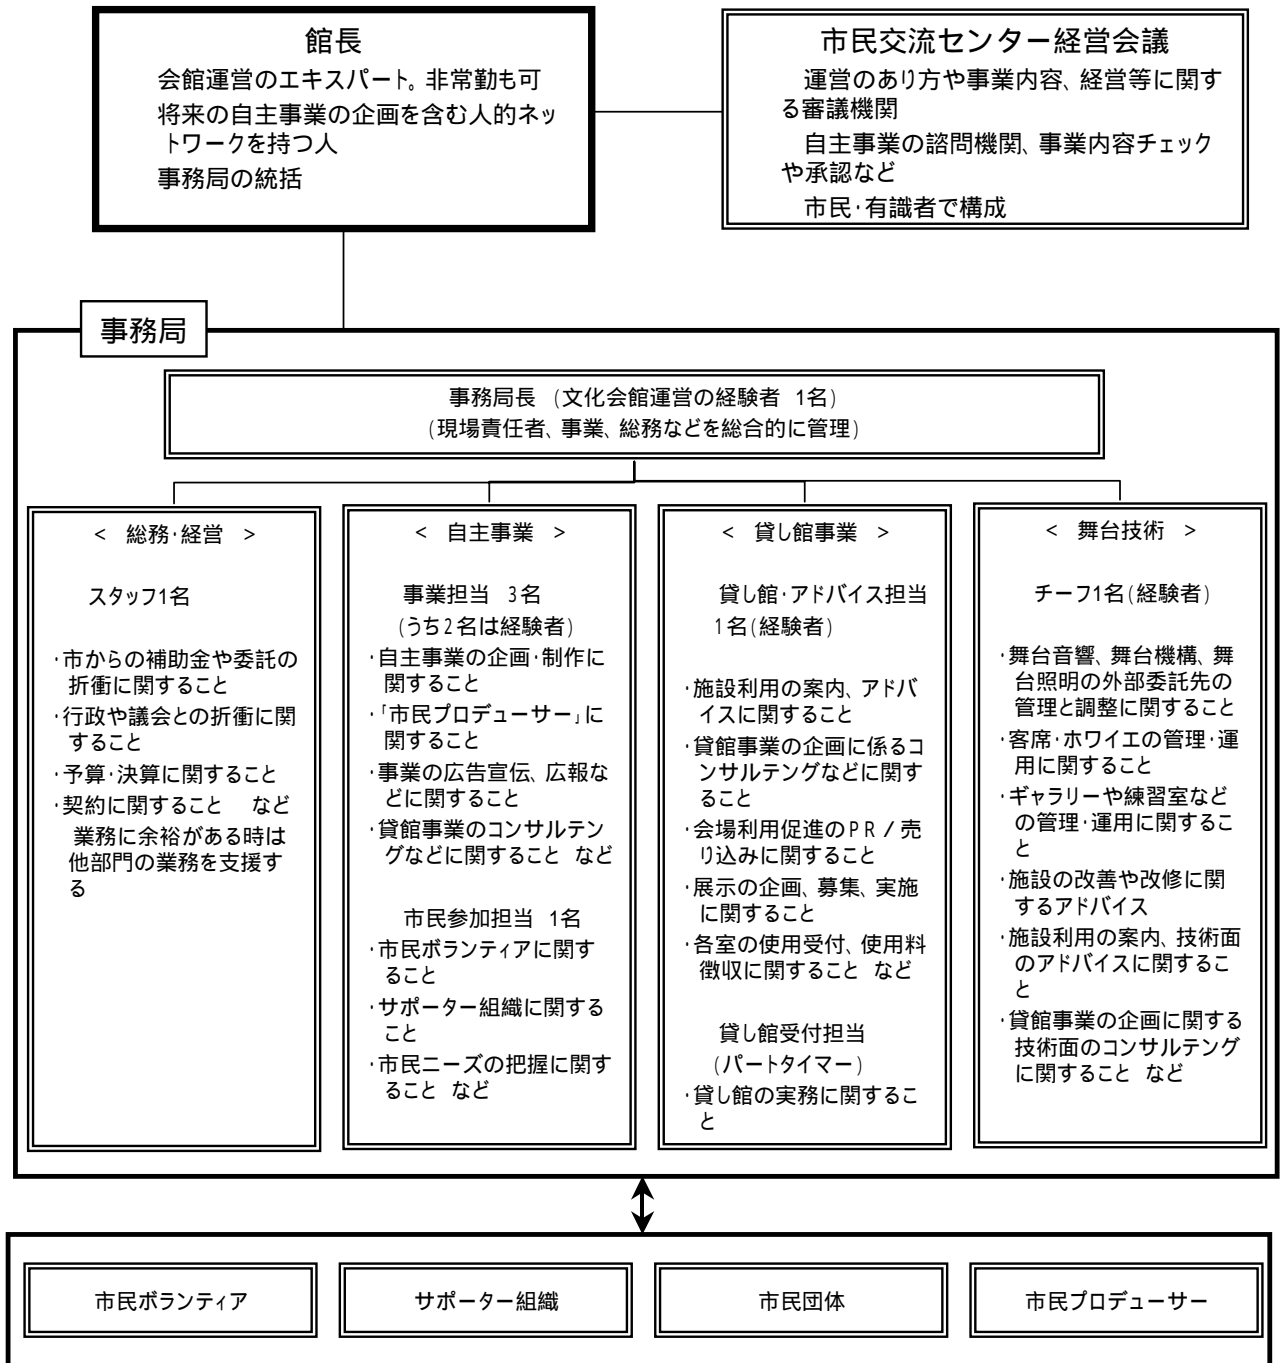 館長
会館運営のエキスパート。非常勤も可
将来の自主事業の企画を含む人的ネッ
トワークを持つ人
事務局の統括
市民交流センター経営会議
運営のあり方や事業内容、経営等に関す
る審議機関
自主事業の諮問機関、事業内容チェック
や承認など
市民・有識者で構成
事務局
事務局長 (文化会館運営の経験者 1名)
(現場責任者、事業、総務などを総合的に管理)
< 総務・経営 >
スタッフ1名
・市からの補助金や委託の
折衝に関すること
・行政や議会との折衝に関
すること
・予算・決算に関すること
・契約に関すること など
業務に余裕がある時は
他部門の業務を支援す
る
< 自主事業 >
事業担当 3名
(うち2名は経験者)
・自主事業の企画・制作に
関すること
・「市民プロデューサー」に
関すること
・事業の広告宣伝、広報な
どに関すること
・貸館事業のコンサルテン
グなどに関すること など
市民参加担当 1名
・市民ボランティアに関す
ること
・サポーター組織に関する
こと
・市民ニーズの把握に関す
ること など
< 貸し館事業 >
貸し館・アドバイス担当
1名(経験者)
・施設利用の案内、アドバ
イスに関すること
・貸館事業の企画に係るコ
ンサルテングなどに関す
ること
・会場利用促進のPR/売
り込みに関すること
・展示の企画、募集、実施
に関すること
・各室の使用受付、使用料
徴収に関すること など
貸し館受付担当
(パートタイマー)
・貸し館の実務に関するこ
と
< 舞台技術 >
チーフ1名(経験者)
・舞台音響、舞台機構、舞
台照明の外部委託先の
管理と調整に関すること
・客席・ホワイエの管理・運
用に関すること
・ギャラリーや練習室など
の管理・運用に関するこ
と
・施設の改善や改修に関
するアドバイス
・施設利用の案内、技術面
のアドバイスに関するこ
と
・貸館事業の企画に関する
技術面のコンサルテング
に関すること など
市民ボランティア
サポーター組織
市民団体
市民プロデューサー